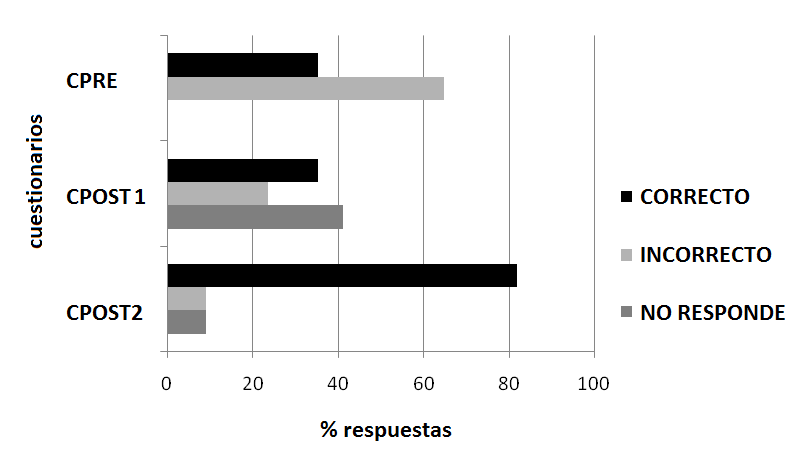 cuestionarios
CPRE
CPOST 1
CPOST2
0 20 40 60 80 100
% respuestas
CORRECTO
INCORRECTO
NO RESPONDE